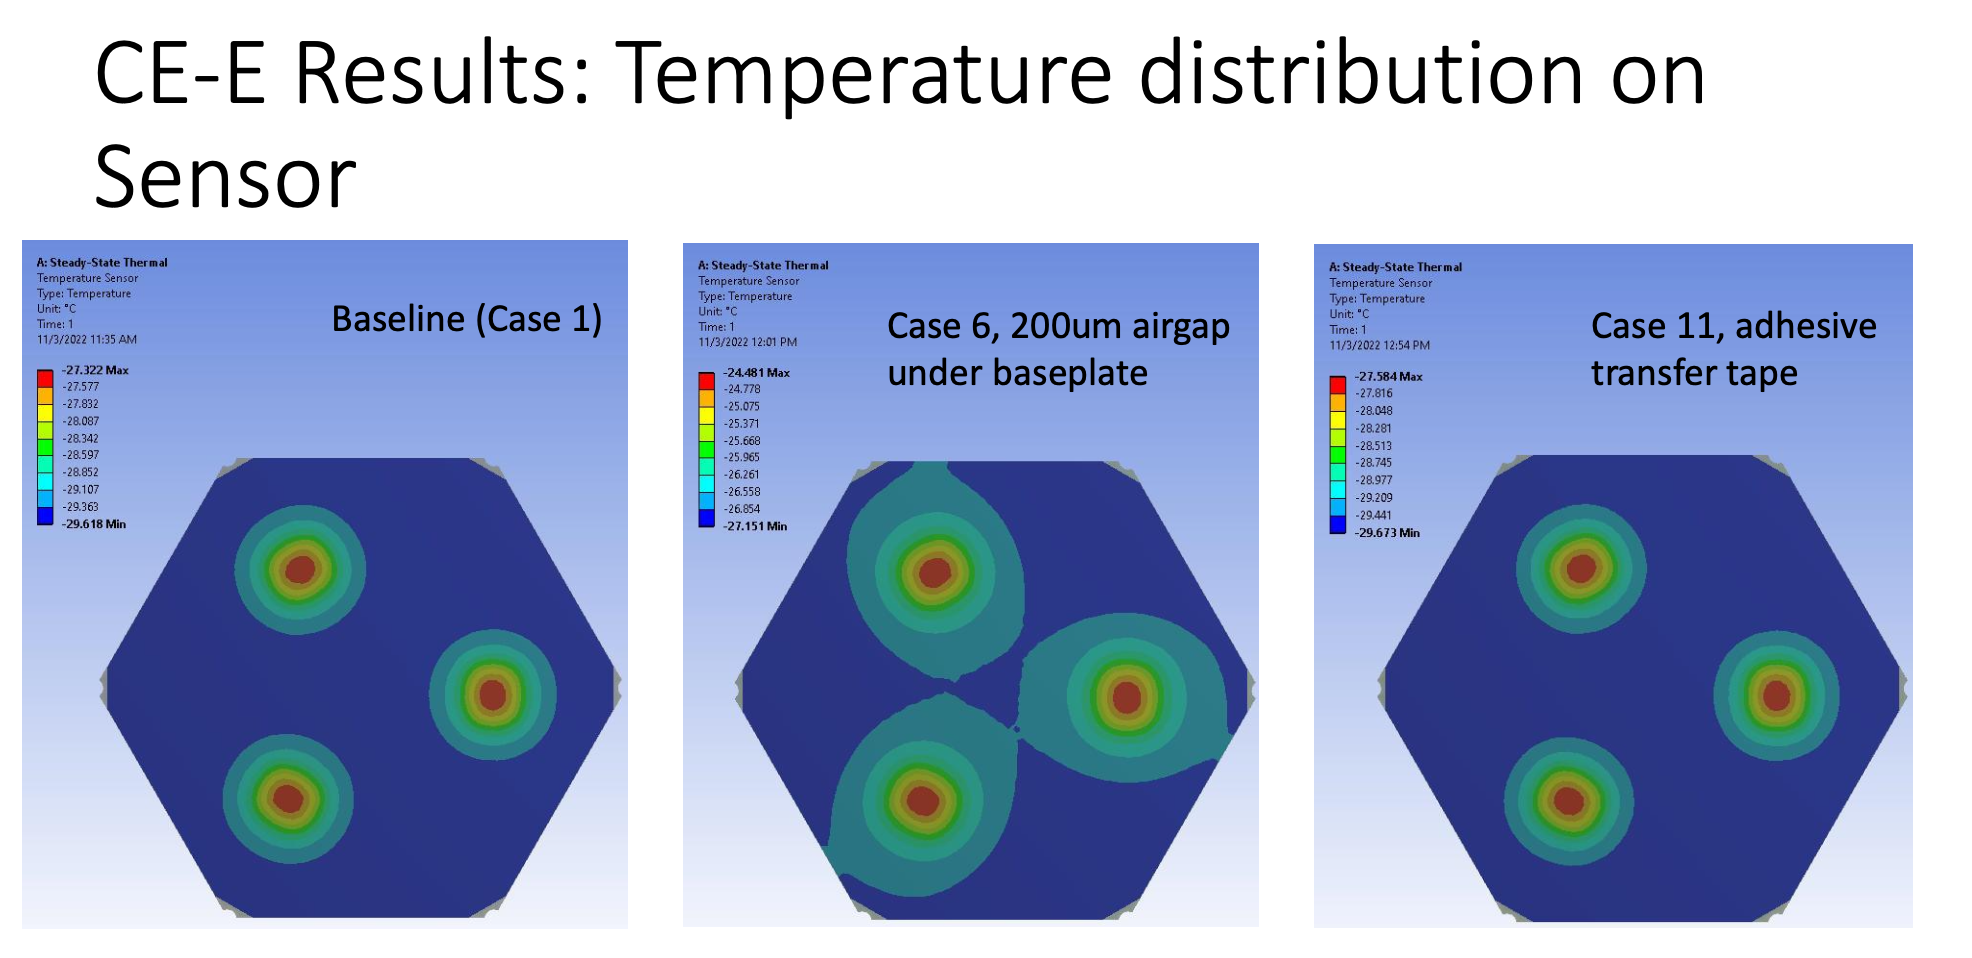 CE-E Results: Temperature distribution on
Sensor
A: Steady-State Thermal
Temperature Sensor
Type: Temperature
Unit: °C
Time: 1
11/3/2022 11:35 AM
Baseline (Case 1)
-27.322 Max
-27.577
-27.832
-28.087
-28.342
-28.597
-28.852
-29.107
-29.363
-29.618 Min
A: Steady-State Thermal
Temperature Sensor
Type: Temperature
Unit: °C
Time: 1
11/3/2022 12:01 PM
Case 6, 200um airgap
under baseplate
-24.481 Max
-24.778
-25.075
-25.371
-25.668
-25.965
-26.261
-26.558
-26.854
-27.151 Min
A: Steady-State Thermal
Temperature Sensor
Type: Temperature
Unit: °C
Time: 1
11/3/2022 12:54 PM
Case 11, adhesive
transfer tape
-27.584 Max
-27.816
-28.048
-28.281
-28.513
-28.745
-28.977
-29.209
-29.441
-29.673 Min